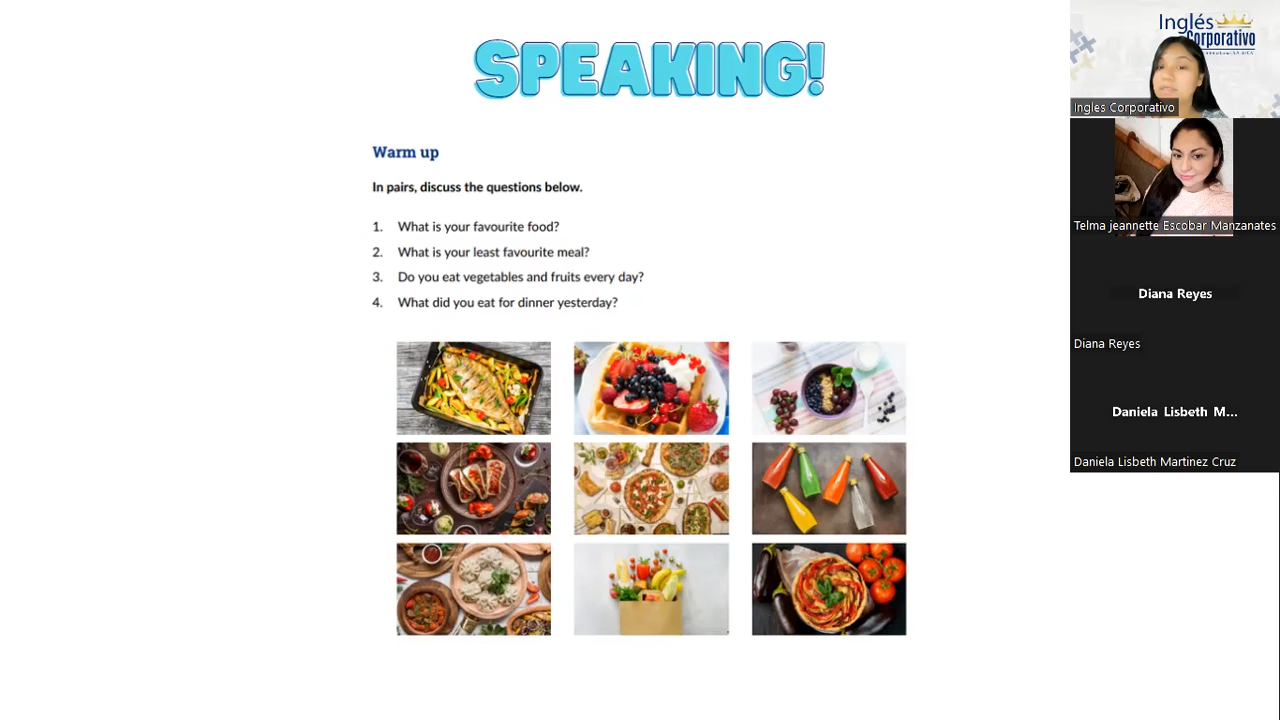 SPEAKING!
Warm up
In pairs, discuss the questions below.
1. What is your favourite food?
2. What is your least favourite meal?
3. Do you eat vegetables and fruits every day?
4. What did you eat for dinner yesterday?
Inglés
Corporativo
Ingles Corporativo
Telma jeannette Escobar Manzanates
Diana Reyes
Diana Reyes
Daniela Lisbeth M...
Daniela Lisbeth Martinez Cruz